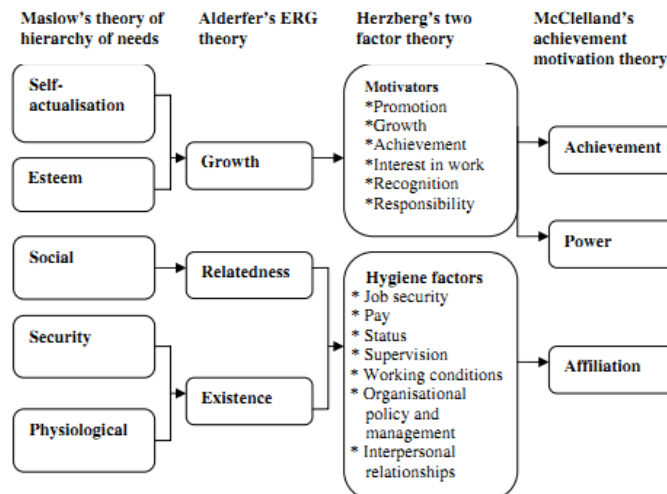 Maslow's theory of
hierarchy of needs
Alderfer's ERG
theory
Herzberg's two
factor theory
McClelland's
achievement
motivation theory
Self-
actualisation
Esteem
Social
Security
Physiological
Growth
Relatedness
Existence
Motivators
*Promotion
*Growth
*Achievement
*Interest in work
*Recognition
*Responsibility
Hygiene factors
* Job security
* Pay
* Status
* Supervision
* Working conditions
* Organisational
policy and
management
* Interpersonal
relationships
Achievement
Power
Affiliation